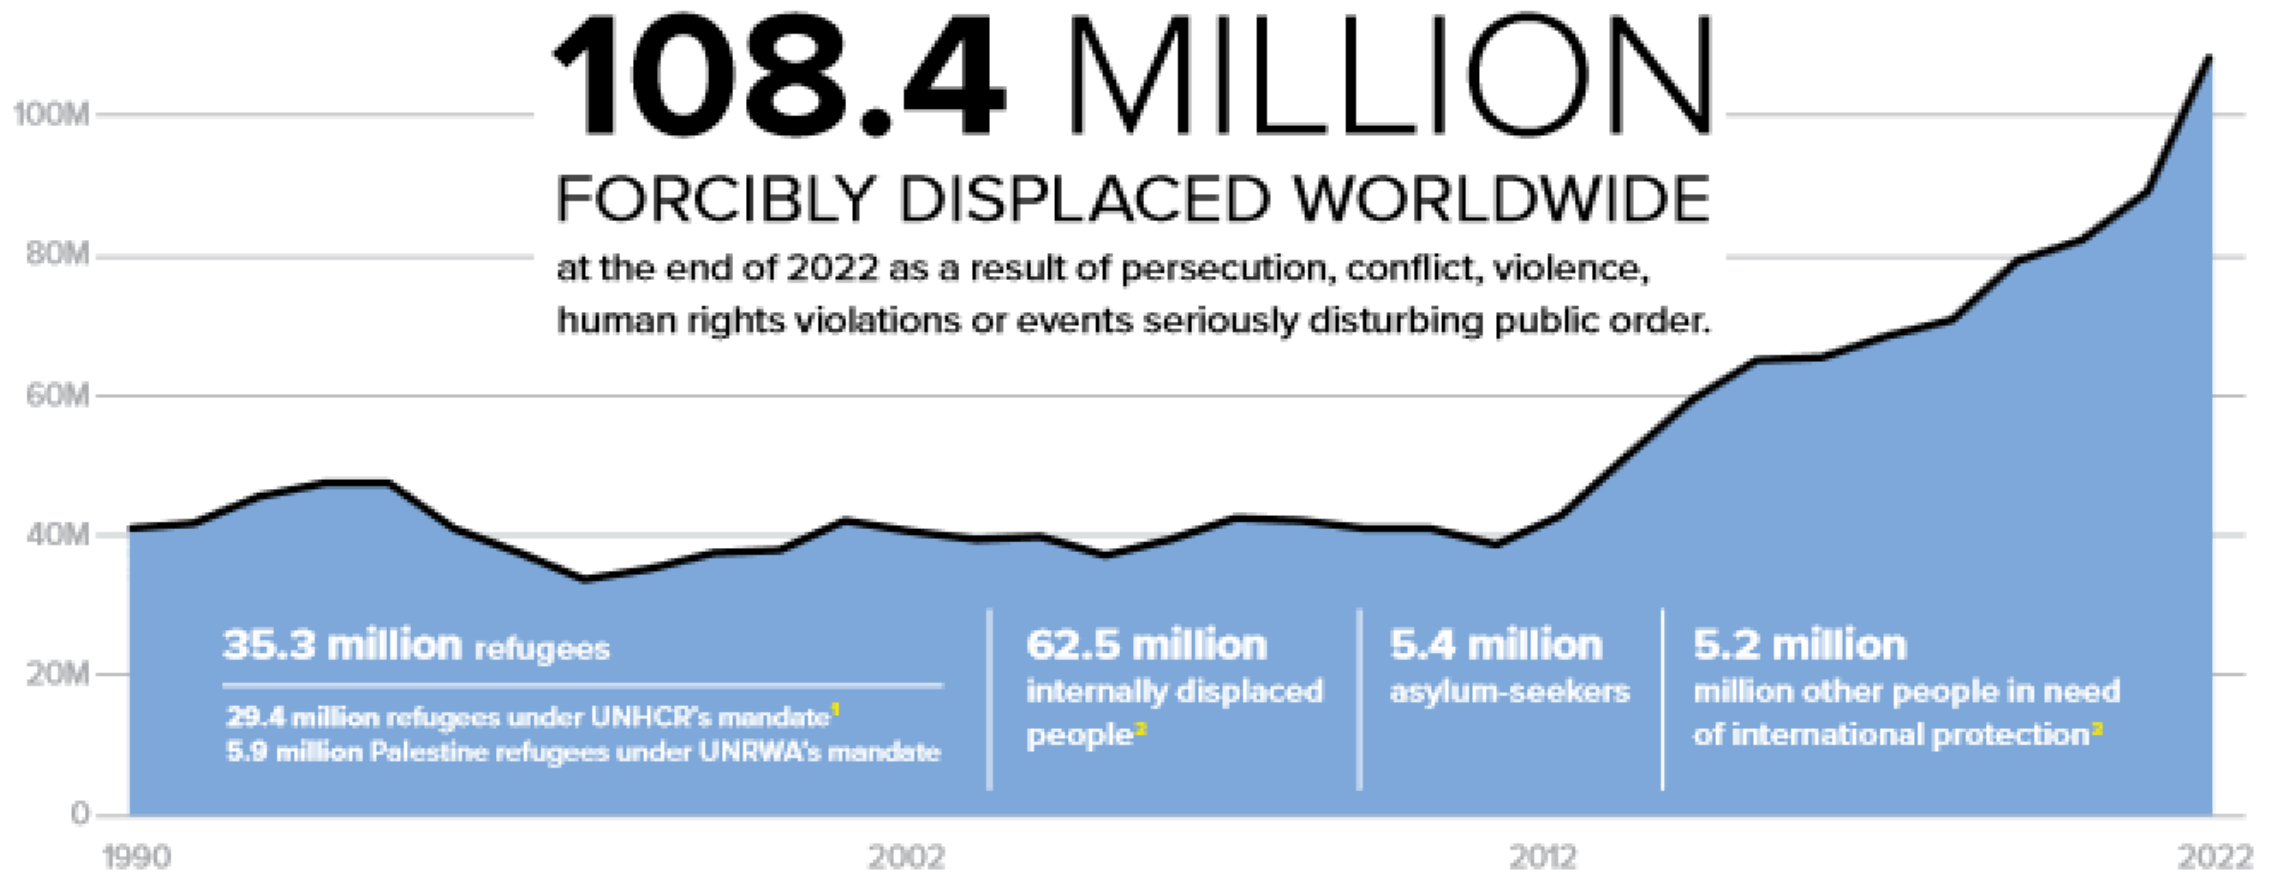 108.4 MILLION
FORCIBLY DISPLACED WORLDWIDE
at the end of 2022 as a result of persecution, conflict, violence,
human rights violations or events seriously disturbing public order.
100M
80M
60M
40M
20M
0
35.3 million refugees
29.4 million refugees under UNHCR's mandate¹
5.9 million Palestine refugees under UNRWA's mandate
62.5 million
internally displaced
people²
5.4 million
asylum-seekers
5.2 million
million other people in need
of international protection²
1990
2002
2012
2022